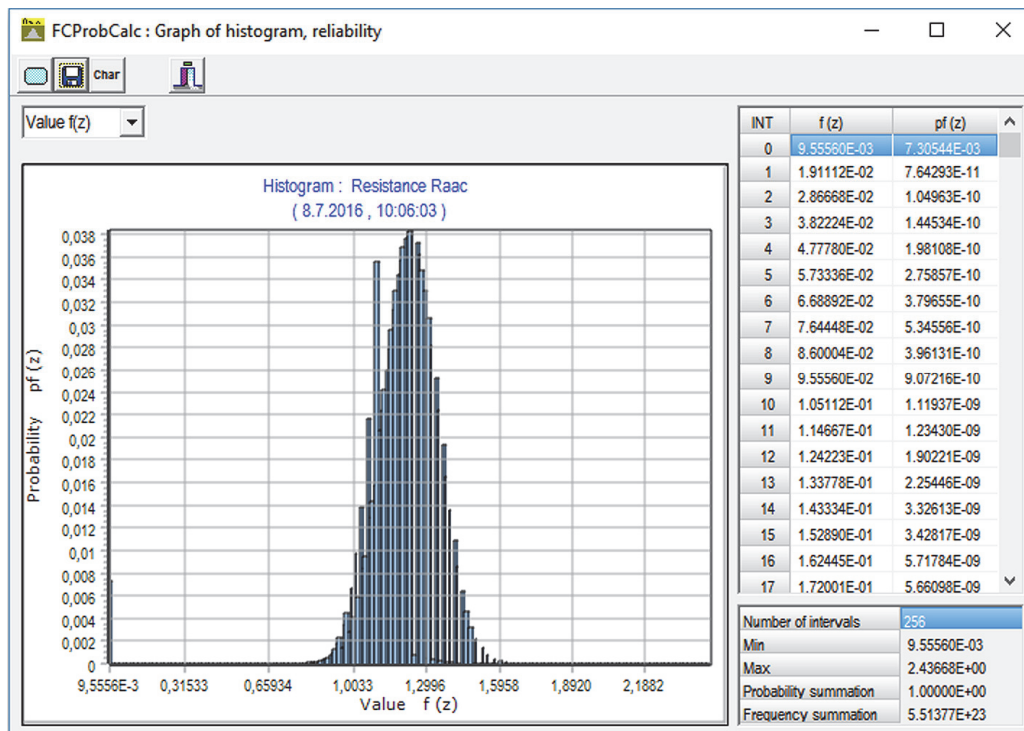 FCProbCalc : Graph of histogram, reliability
Char
Value f(z)
Histogram : Resistance Raac
( 8.7.2016 , 10:06:03 )
Probability pf (z)
0,038
0,036
0,034
0,032
0,03
0,028
0,026
0,024
0,022
0,02
0,018
0,016
0,014
0,012
0,01
0,008
0,006
0,004
0,002
0
9,5556E-3 0,31533 0,65934 1,0033 1,2996 1,5958 1,8920 2,1882
Value f (z)
INT f (z) pf (z)
0 9.55560E-03 7.30544E-03
1 1.91112E-02 7.64293E-11
2 2.86668E-02 1.04963E-10
3 3.82224E-02 1.44534E-10
4 4.77780E-02 1.98108E-10
5 5.73336E-02 2.75857E-10
6 6.68892E-02 3.79655E-10
7 7.64448E-02 5.34556E-10
8 8.60004E-02 3.96131E-10
9 9.55560E-02 9.07216E-10
10 1.05112E-01 1.11937E-09
11 1.14667E-01 1.23430E-09
12 1.24223E-01 1.90221E-09
13 1.33778E-01 2.25446E-09
14 1.43334E-01 3.32613E-09
15 1.52890E-01 3.42817E-09
16 1.62445E-01 5.71784E-09
17 1.72001E-01 5.66098E-09
Number of intervals 256
Min 9.55560E-03
Max 2.43668E+00
Probability summation 1.00000E+00
Frequency summation 5.51377E+23